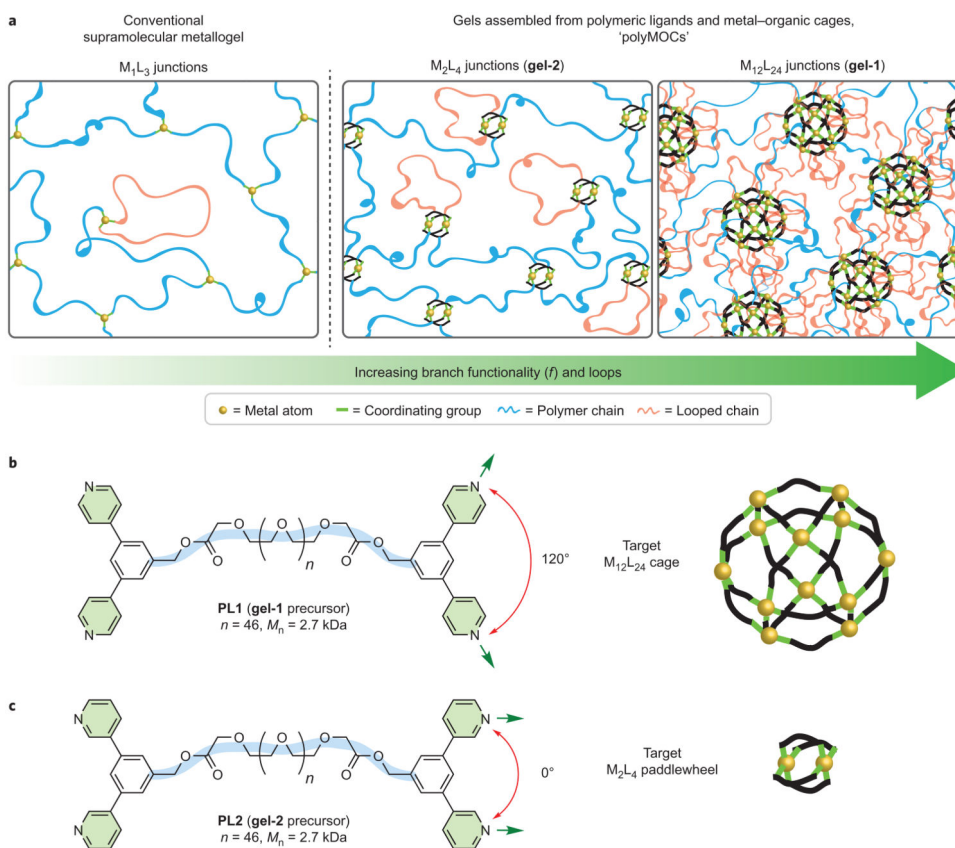 a
Conventional
supramolecular metallogel
Gels assembled from polymeric ligands and metal–organic cages,
‘polyMOCs’
M1L3 junctions
M2L4 junctions (gel-2)
M12L24 junctions (gel-1)
Increasing branch functionality (f) and loops
= Metal atom = Coordinating group = Polymer chain = Looped chain
b
N
N
O
O
O
O
O
O
O
n
N
N
120°
PL1 (gel-1 precursor)
n = 46, Mn = 2.7 kDa
Target
M12L24 cage
c
N
N
O
O
O
O
O
O
O
n
N
N
0°
PL2 (gel-2 precursor)
n = 46, Mn = 2.7 kDa
Target
M2L4 paddlewheel